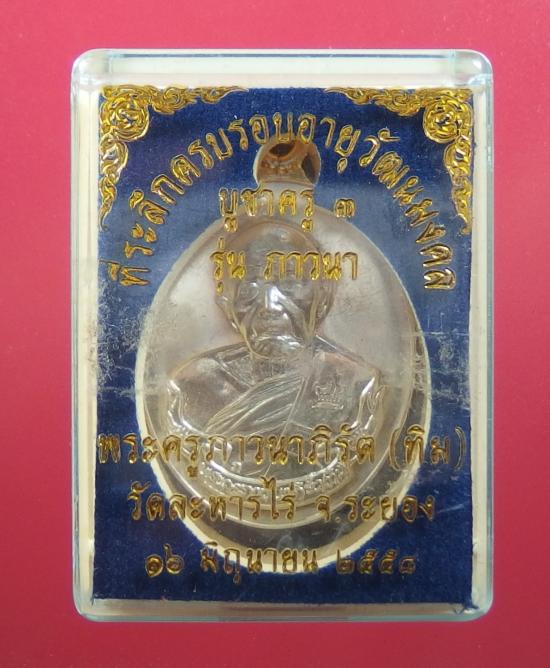 ที่ระลึกครบรอบอายุวัฒนมงคล
บูชาครู ๓
รุ่น ภาวนา
พระครูภาวนาภิรัต (ทิม)
วัดละหารไร่ จ.ระยอง
๑๖ มิถุนายน ๒๕๕๘